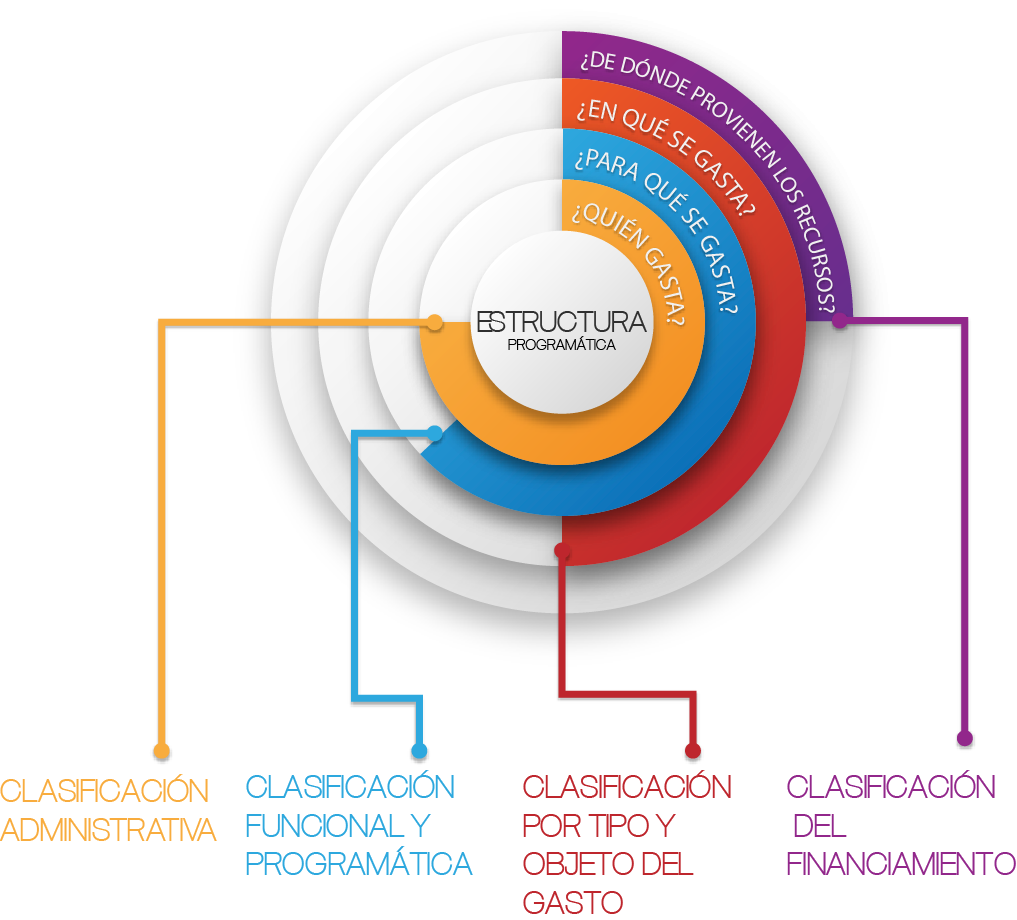 ¿DE DÓNDE PROVIENEN LOS RECURSOS?
¿EN QUÉ SE GASTA?
¿PARA QUÉ SE GASTA?
¿QUIÉN GASTA?
ESTRUCTURA
PROGRAMÁTICA
CLASIFICACIÓN
ADMINISTRATIVA
CLASIFICACIÓN
FUNCIONAL Y
PROGRAMÁTICA
CLASIFICACIÓN
POR TIPO Y
OBJETO DEL
GASTO
CLASIFICACIÓN
DEL
FINANCIAMIENTO